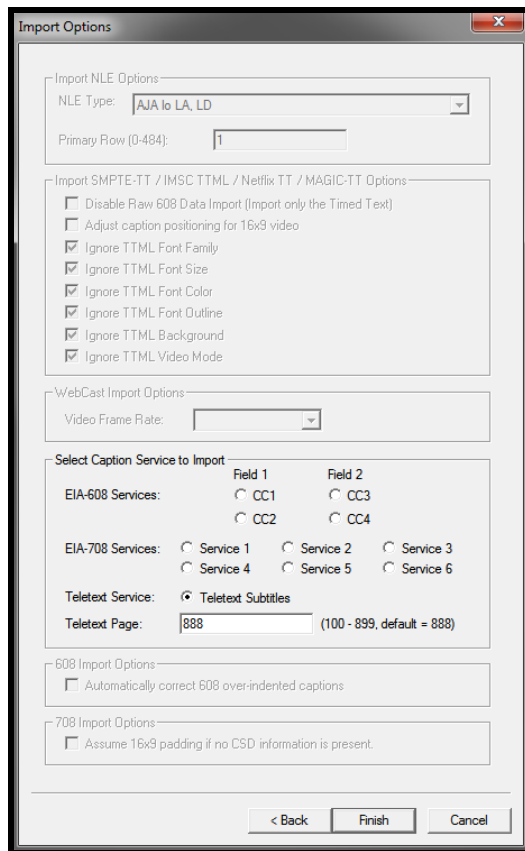 Import Options
Import NLE Options
NLE Type: AJA Io LA, LD
Primary Row (0-484): 1
Import SMPTE-TT / IMSC TTML / Netflix TT / MAGIC-TT Options
Disable Raw 608 Data Import (Import only the Timed Text)
Adjust caption positioning for 16x9 video
Ignore TTML Font Family
Ignore TTML Font Size
Ignore TTML Font Color
Ignore TTML Font Outline
Ignore TTML Background
Ignore TTML Video Mode
WebCast Import Options
Video Frame Rate:
Select Caption Service to Import
Field 1 Field 2
EIA-608 Services: CC1 CC3
CC2 CC4
EIA-708 Services: Service 1 Service 2 Service 3
Service 4 Service 5 Service 6
Teletext Service: Teletext Subtitles
Teletext Page: 888 (100 - 899, default = 888)
608 Import Options
Automatically correct 608 over-indented captions
708 Import Options
Assume 16x9 padding if no CSD information is present.
< Back Finish Cancel